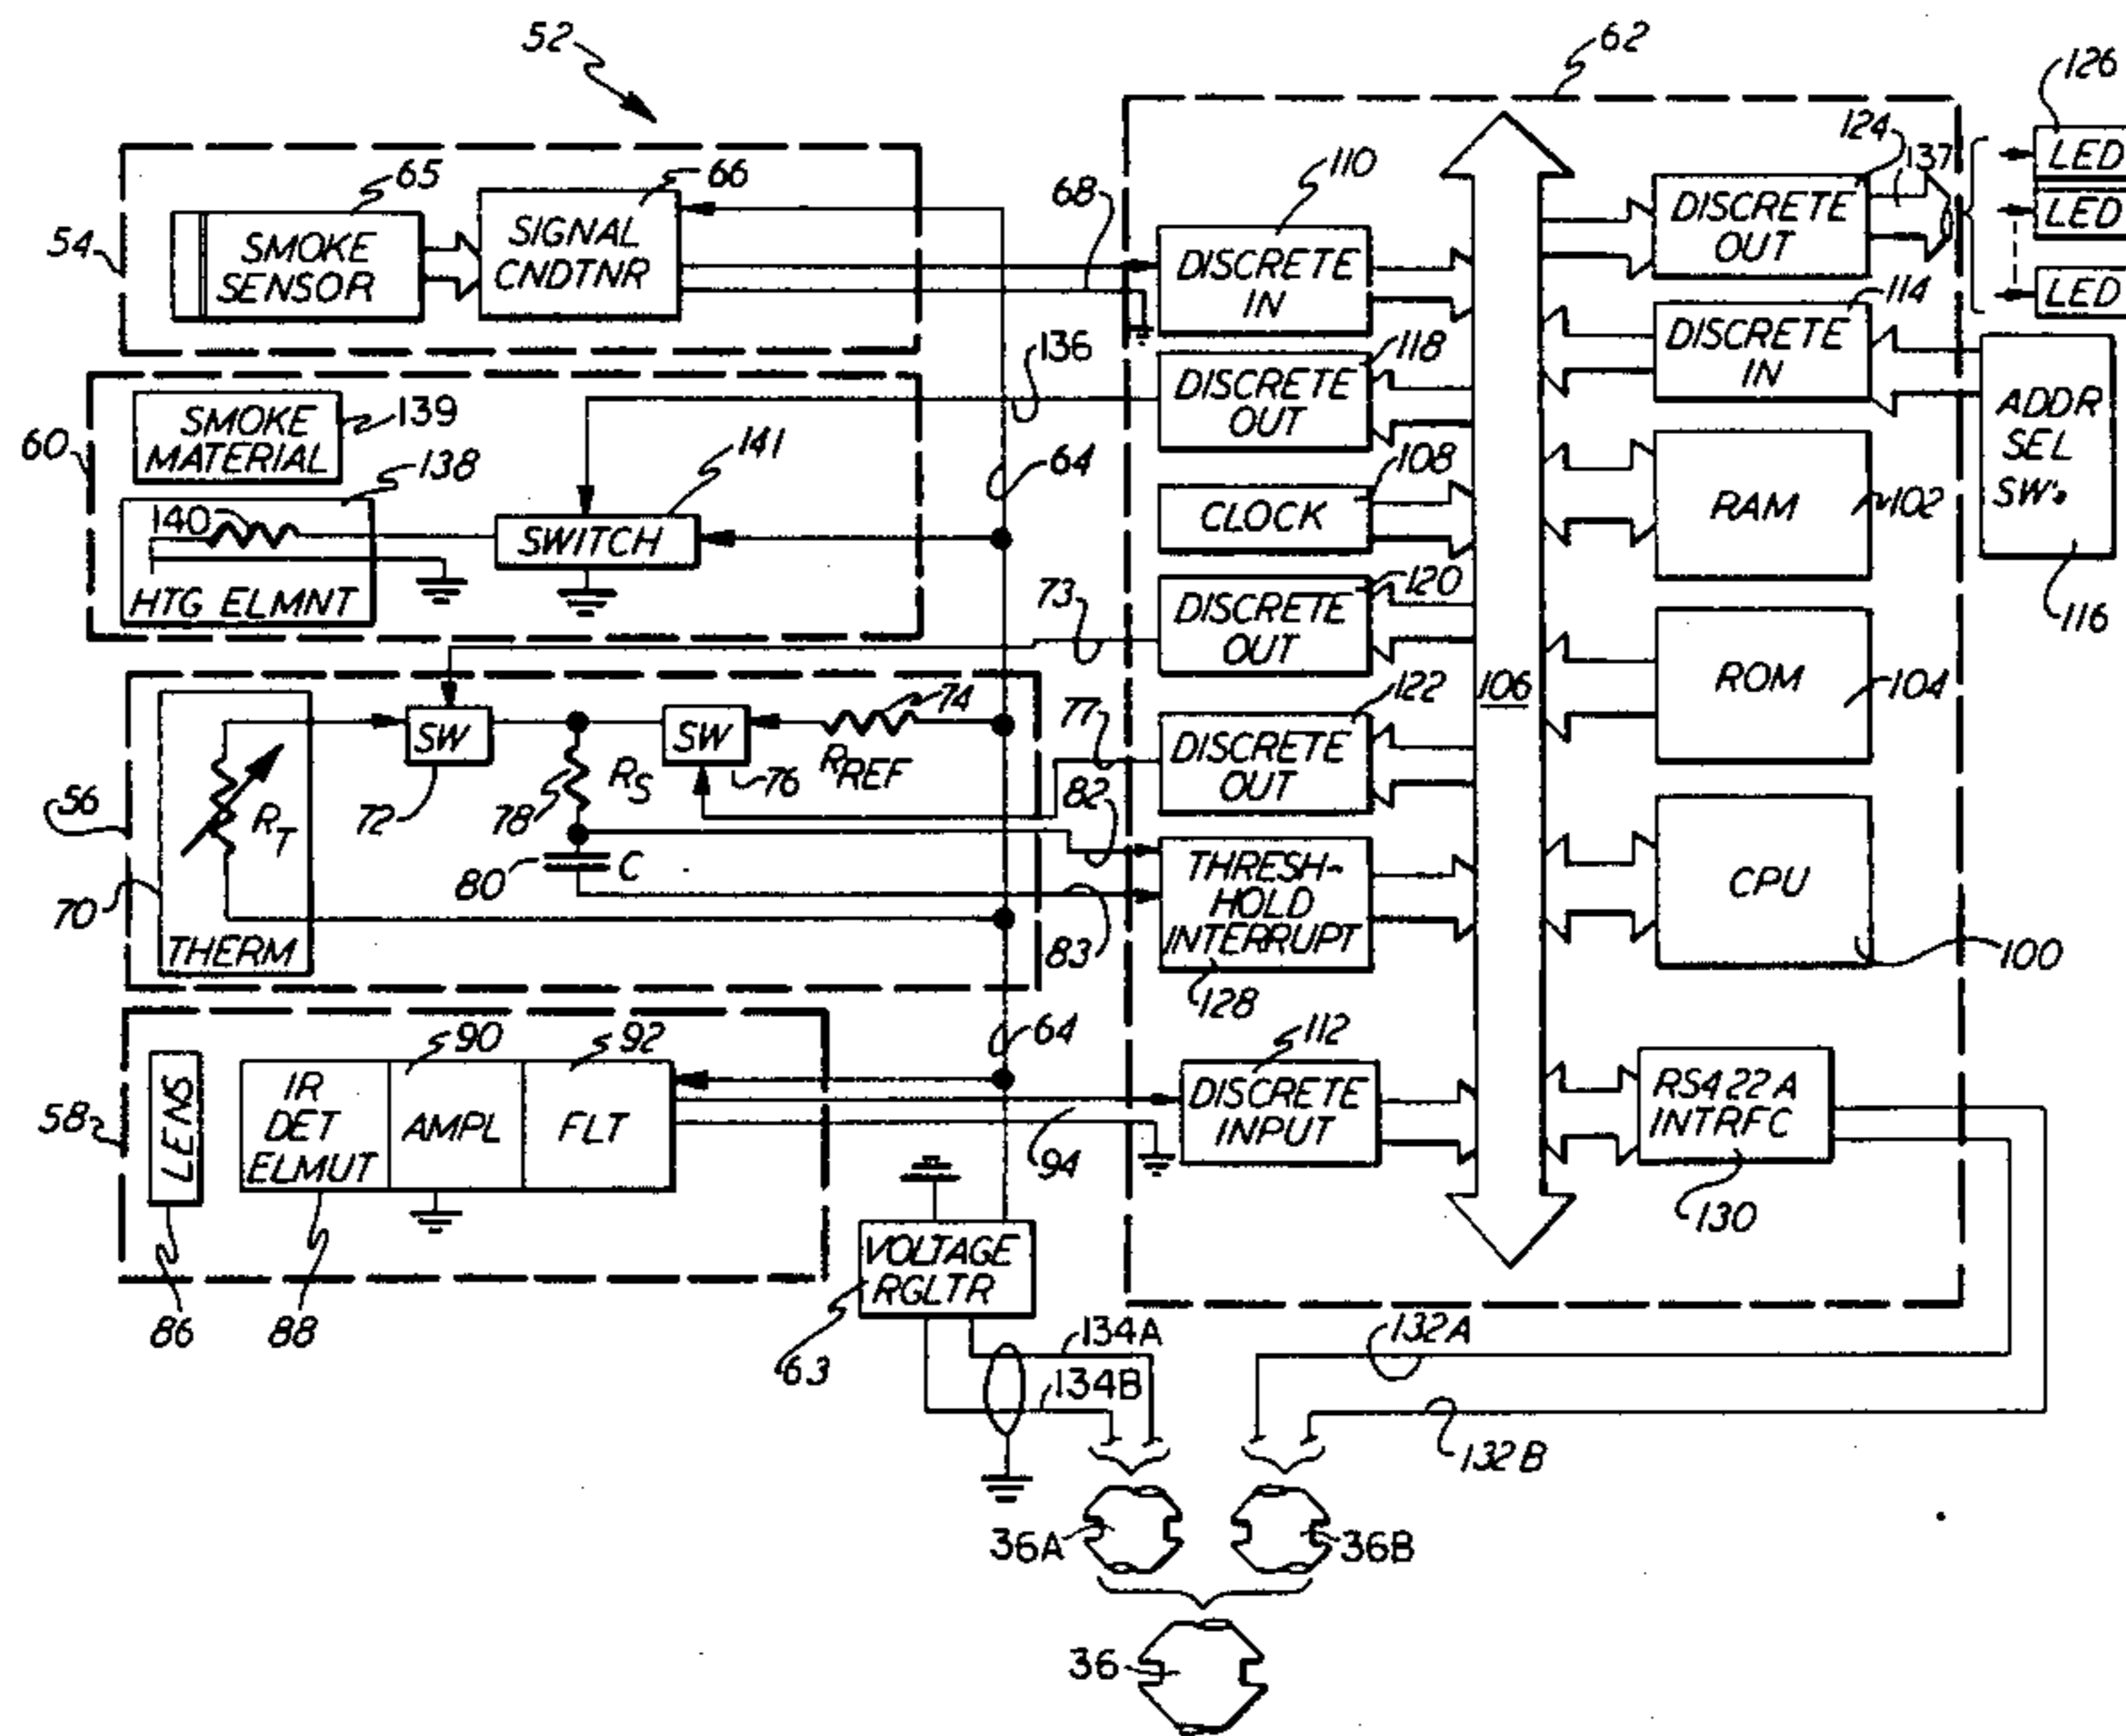 52
62
126
LED
LED
LED
124
137
DISCRETE
OUT
54
65
SMOKE
SENSOR
66
SIGNAL
CNDTNR
68
110
DISCRETE
IN
114
DISCRETE
IN
136
118
DISCRETE
OUT
ADDR
SEL
SW's
116
60
SMOKE
MATERIAL
139
138
140
HTG ELMNT
141
SWITCH
64
108
CLOCK
RAM
102
73
120
DISCRETE
OUT
106
ROM
104
56
70
RT
THERM
SW
72
78
RS
SW
76
74
RREF
77
122
DISCRETE
OUT
80
C
82
83
THRESH-
HOLD
INTERRUPT
128
CPU
100
58
LENS
86
IR
DET
ELMUT
88
90
AMPL
92
FLT
64
94
112
DISCRETE
INPUT
RS422A
INTRFC
130
VOLTAGE
RGLTR
63
134A
134B
132A
132B
36A
36B
36